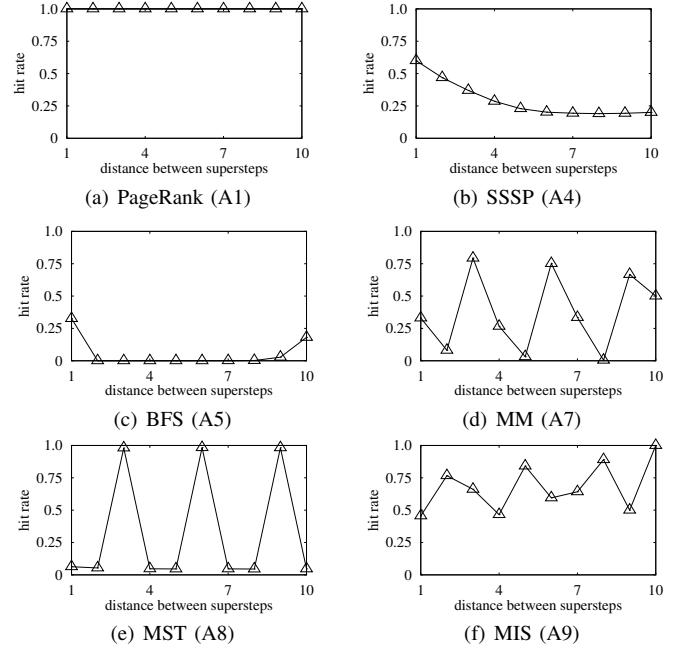 1.0
0.75
0.5
0.25
0
hit rate
1 4 7 10
distance between supersteps
(a) PageRank (A1)
1.0
0.75
0.5
0.25
0
hit rate
1 4 7 10
distance between supersteps
(b) SSSP (A4)
1.0
0.75
0.5
0.25
0
hit rate
1 4 7 10
distance between supersteps
(c) BFS (A5)
1.0
0.75
0.5
0.25
0
hit rate
1 4 7 10
distance between supersteps
(d) MM (A7)
1.0
0.75
0.5
0.25
0
hit rate
1 4 7 10
distance between supersteps
(e) MST (A8)
1.0
0.75
0.5
0.25
0
hit rate
1 4 7 10
distance between supersteps
(f) MIS (A9)